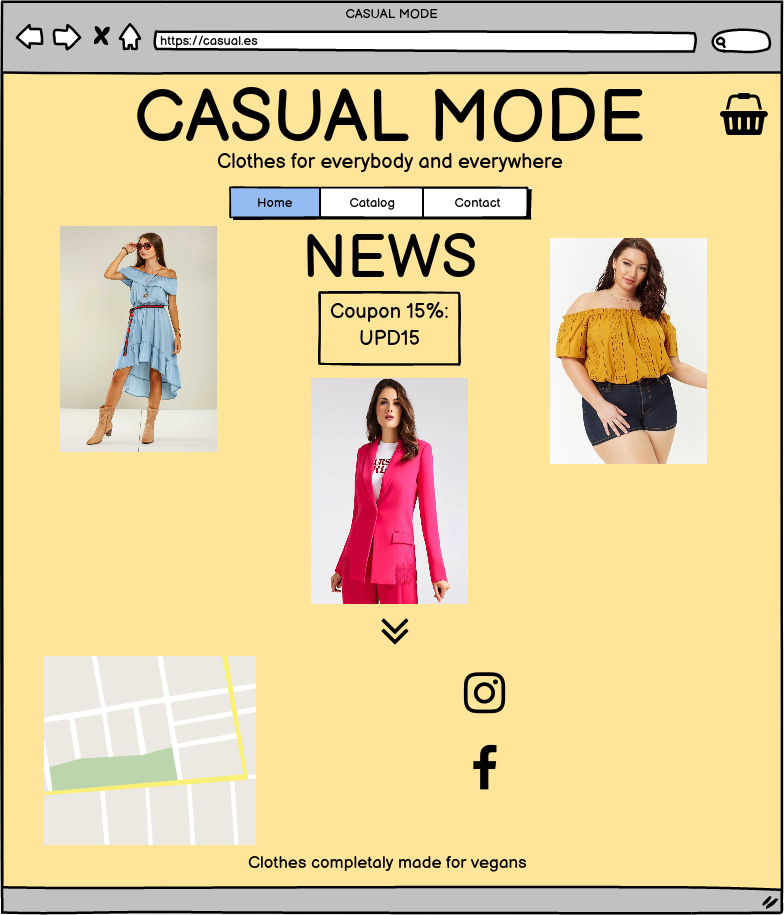 CASUAL MODE
https://casual.es
CASUAL MODE
Clothes for everybody and everywhere
Home Catalog Contact
NEWS
Coupon 15%:
UPD15
Clothes completaly made for vegans